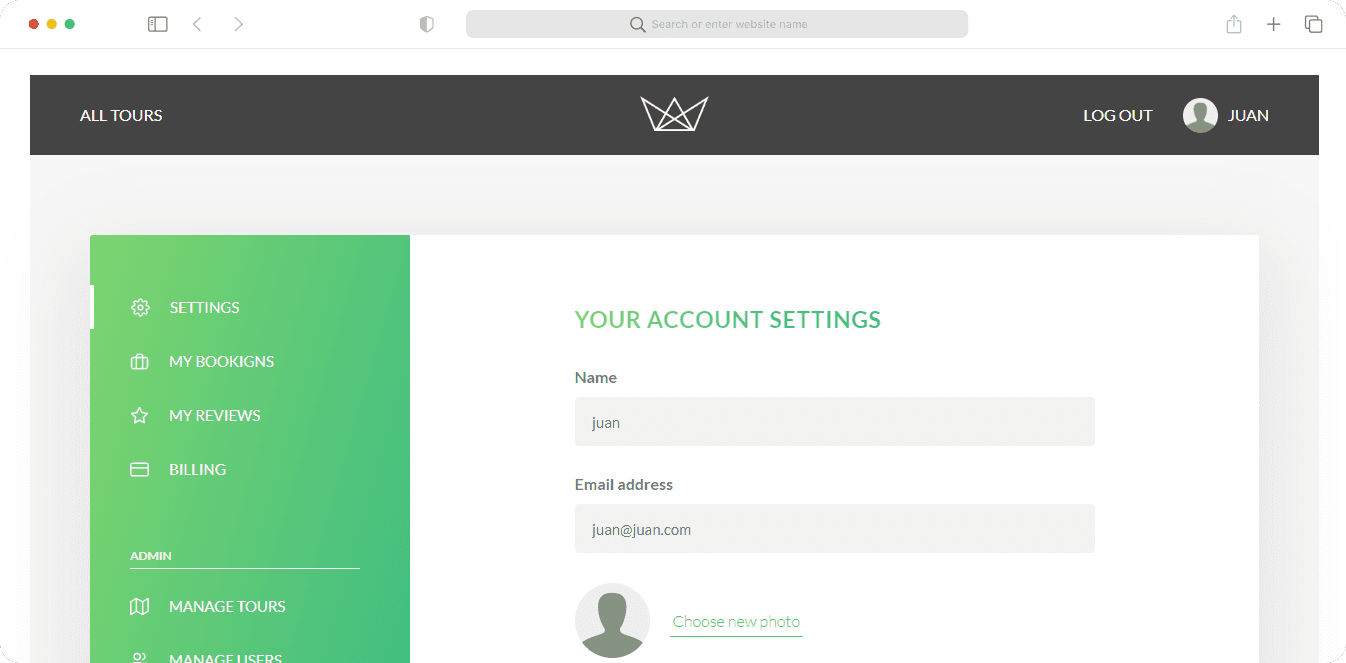 Search or enter website name
ALL TOURS
LOG OUT
JUAN
SETTINGS
MY BOOKIGNS
MY REVIEWS
BILLING
ADMIN
MANAGE TOURS
MANAGE USERS
YOUR ACCOUNT SETTINGS
Name
juan
Email address
juan@juan.com
Choose new photo